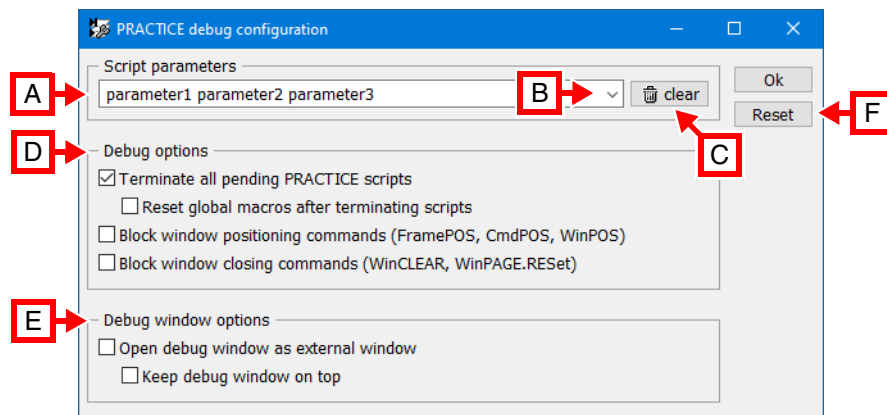 PRACTICE debug configuration
Script parameters
A
parameter1 parameter2 parameter3
B
clear
Ok
Reset
F
C
D
Debug options
Terminate all pending PRACTICE scripts
Reset global macros after terminating scripts
Block window positioning commands (FramePOS, CmdPOS, WinPOS)
Block window closing commands (WinCLEAR, WinPAGE.RESet)
E
Debug window options
Open debug window as external window
Keep debug window on top